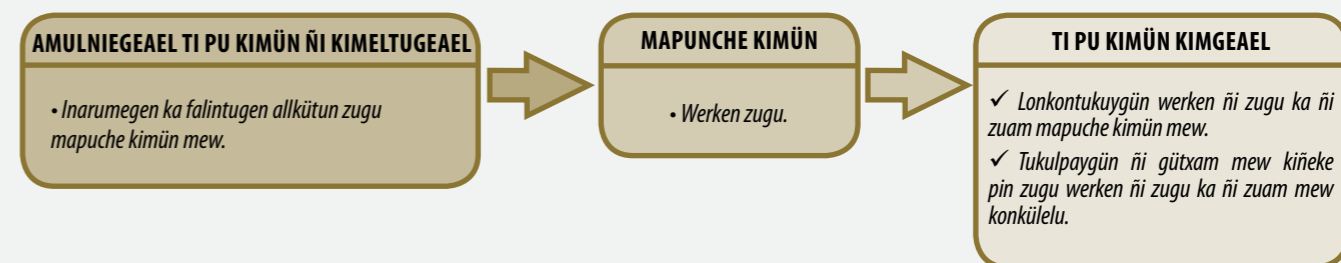 AMULNIEGEAEL TI PU KIMÜN ÑI KIMELTUGEAEL
• Inarumegen ka falintugen allkütun zugu
mapuche kimün mew.
MAPUNCHE KIMÜN
• Werken zugu.
TI PU KIMÜN KIMGEAEL
✓ Lonkontukuygün werken ñi zugu ka ñi
zuam mapuche kimün mew.
✓ Tukulpaygün ñi gütxam mew kiñeke
pin zugu werken ñi zugu ka ñi zuam mew
konkülelu.